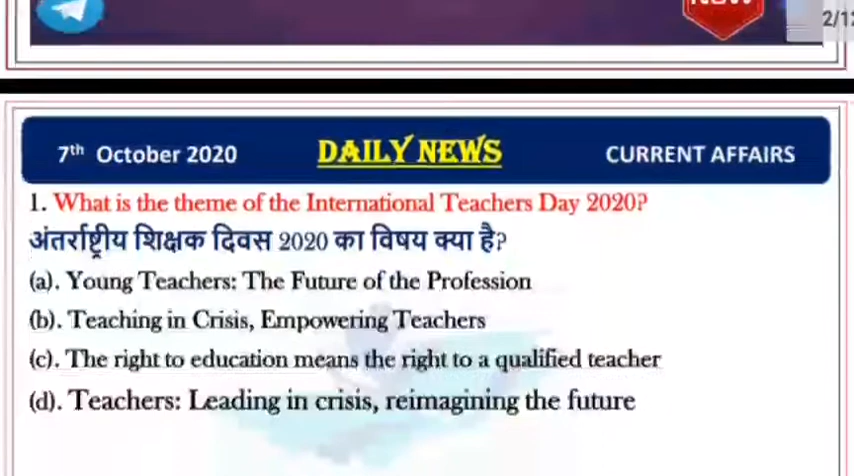 2/12
7th October 2020 DAILY NEWS CURRENT AFFAIRS
1. What is the theme of the International Teachers Day 2020?
अंतर्राष्ट्रीय शिक्षक दिवस 2020 का विषय क्या है?
(a). Young Teachers: The Future of the Profession
(b). Teaching in Crisis, Empowering Teachers
(c). The right to education means the right to a qualified teacher
(d). Teachers: Leading in crisis, reimagining the future